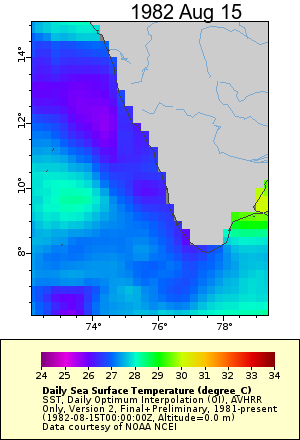 1982 Aug 15
14°
12°
10°
8°
74° 76° 78°
24 25 26 27 28 29 30 31 32 33 34
Daily Sea Surface Temperature (degree_C)
SST, Daily Optimum Interpolation (OI), AVHRR
Only, Version 2, Final+Preliminary, 1981-present
(1982-08-15T00:00:00Z, Altitude=0.0 m)
Data courtesy of NOAA NCEI